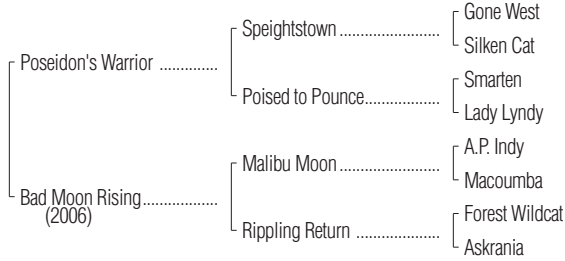 Gone West
Speightstown ....................
Silken Cat
Poseidon's Warrior ............
Smarten
Poised to Pounce...............
Lady Lyndy
A.P. Indy
Malibu Moon ....................
Macoumba
Bad Moon Rising...............
(2006)
Forest Wildcat
Rippling Return .................
Askrania